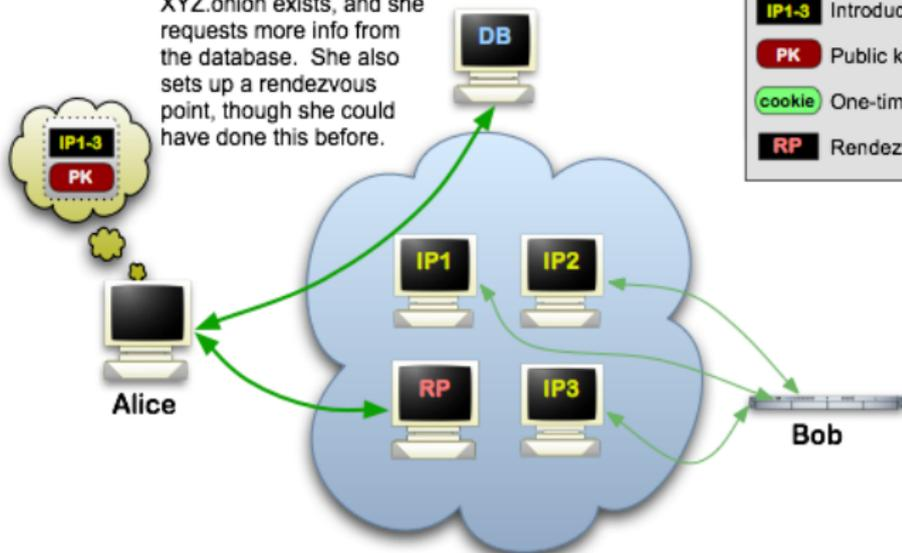 XYZ.onion exists, and she
requests more info from
the database. She also
sets up a rendezvous
point, though she could
have done this before.
DB
IP1-3
PK
cookie
RP
Public
IP1-3
PK
IP1
IP2
RP
IP3
Alice
Bob